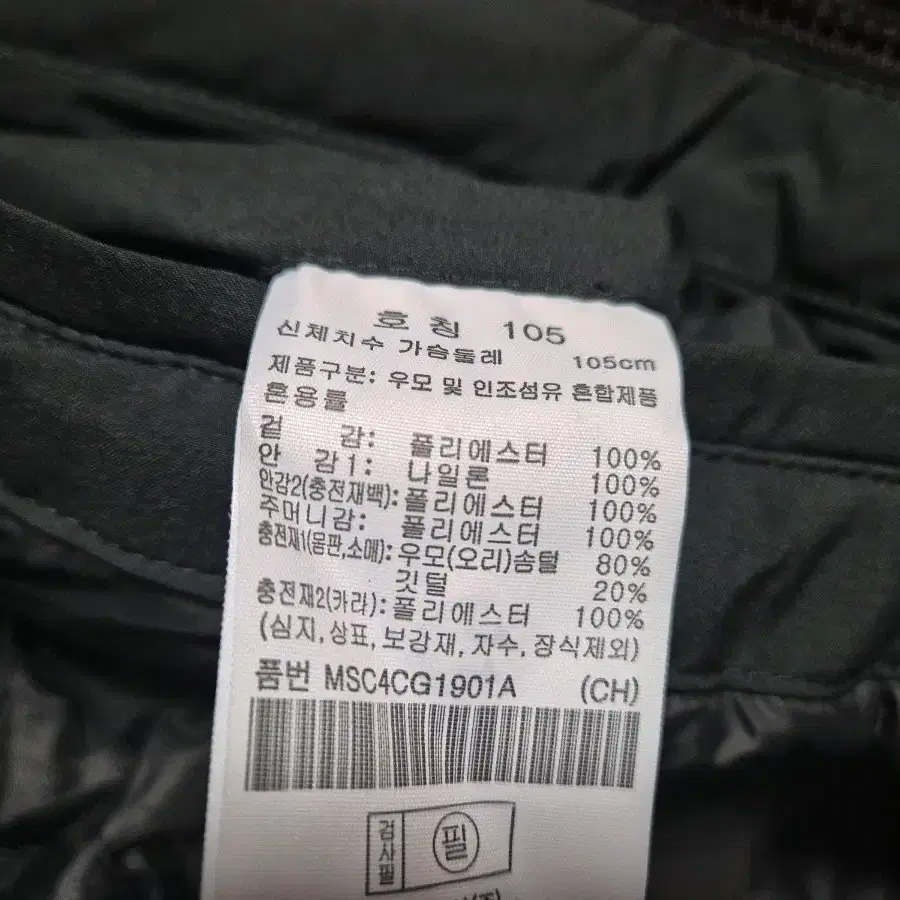 호칭 105
신체치수 가슴둘레 105cm
제품구분: 우모 및 인조섬유 혼합제품
혼용률
겉 감: 폴리에스터 100%
안 감1: 나일론 100%
안감2(충전재백): 폴리에스터 100%
주머니감: 폴리에스터 100%
충전재1(몸판,소매): 우모(오리)솜털 80%
깃털 20%
충전재2(카라): 폴리에스터 100%
(심지, 상표, 보강재, 자수, 장식제외)
품번 MSC4CG1901A (CH)
검사필 필